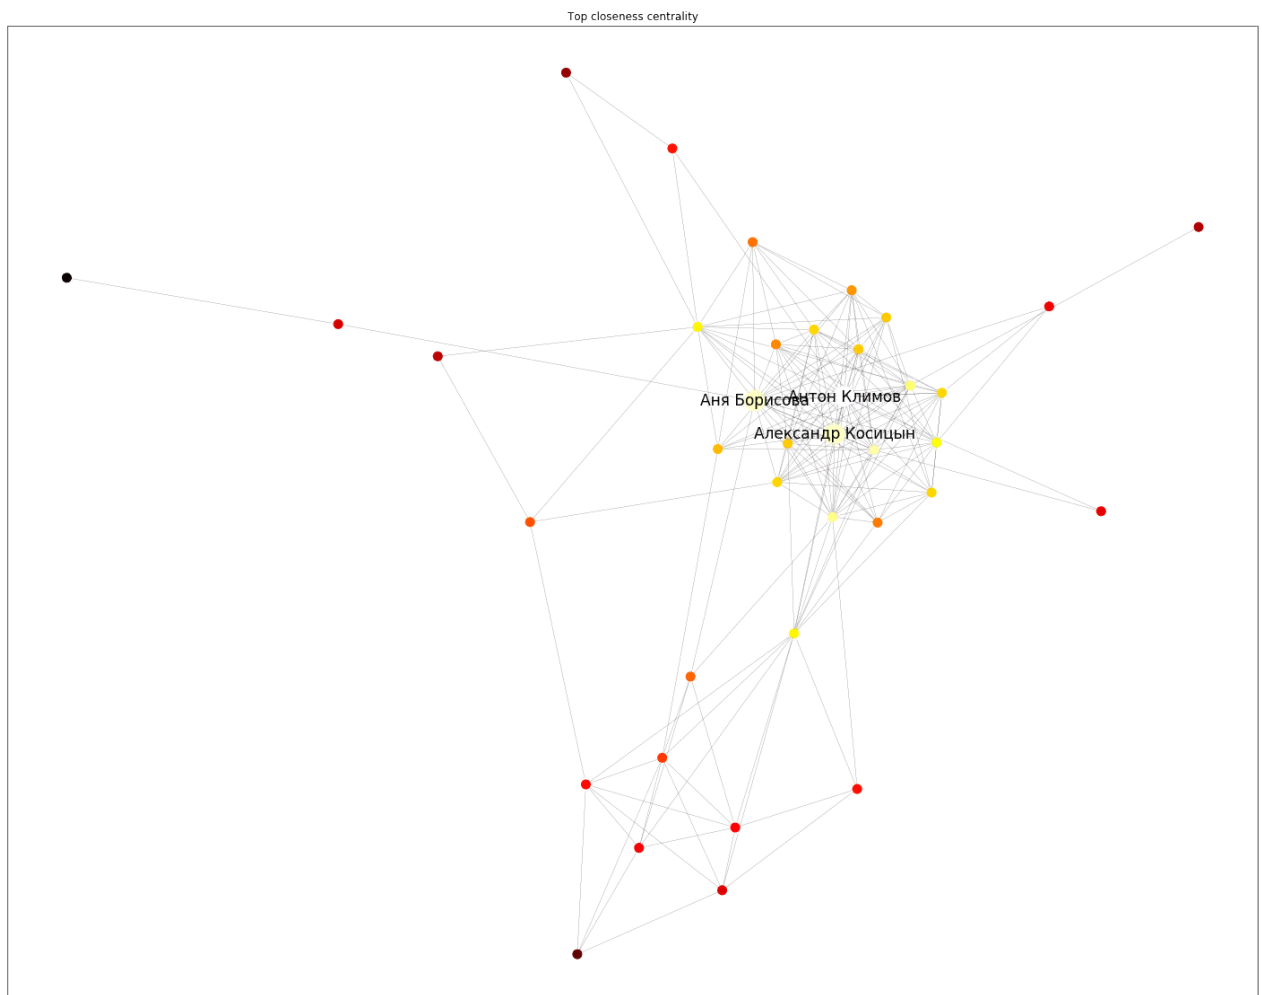 Top closeness centrality
Антон Климов
Аня Борисова
Александр Косицын